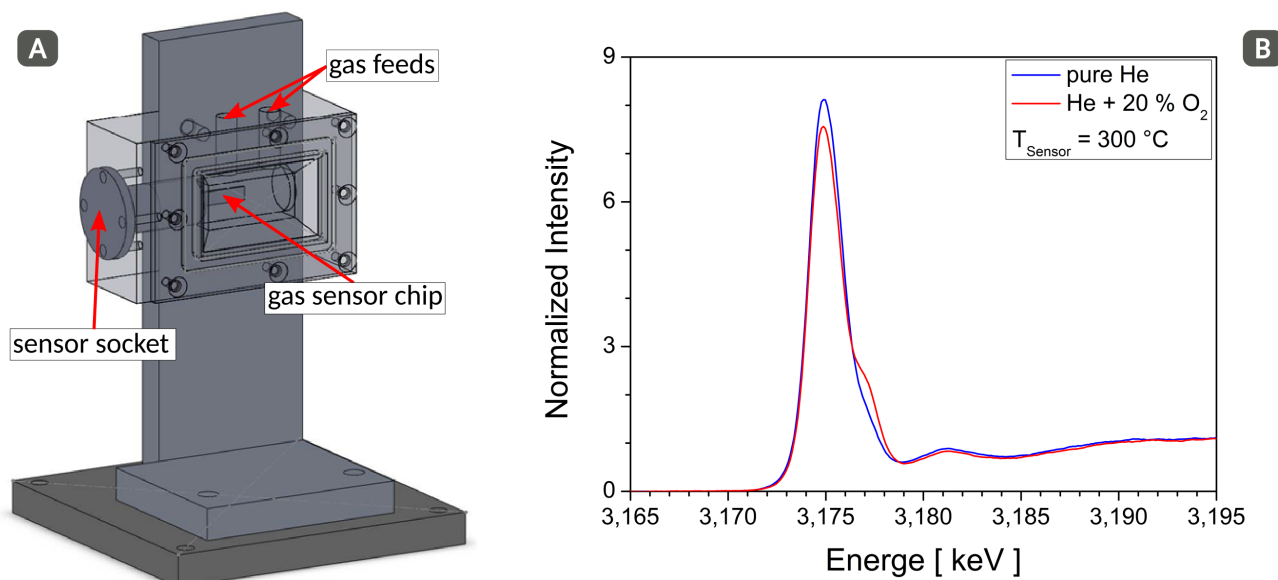 A
gas feeds
gas sensor chip
sensor socket
B
9
6
3
0
Normalized Intensity
pure He
He + 20 % O₂
T_Sensor = 300 °C
3,165 3,170 3,175 3,180 3,185 3,190 3,195
Energe [ keV ]